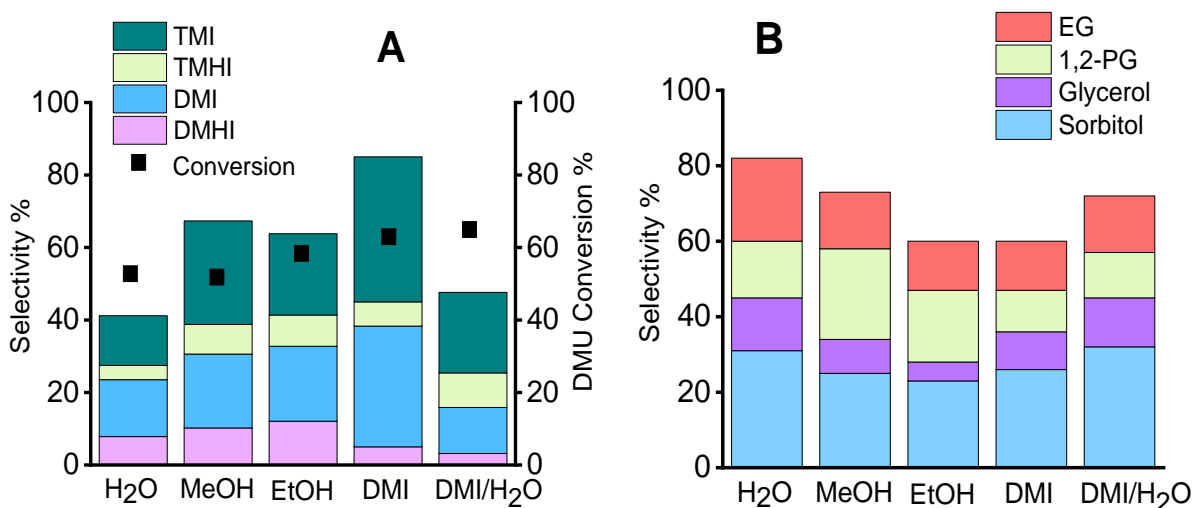 A
TMI
TMHI
DMI
DMHI
Conversion
Selectivity %
100
80
60
40
20
0
100
80
60
40
20
0
DMU Conversion %
H2O MeOH EtOH DMI DMI/H2O
B
EG
1,2-PG
Glycerol
Sorbitol
Selectivity %
100
80
60
40
20
0
H2O MeOH EtOH DMI DMI/H2O